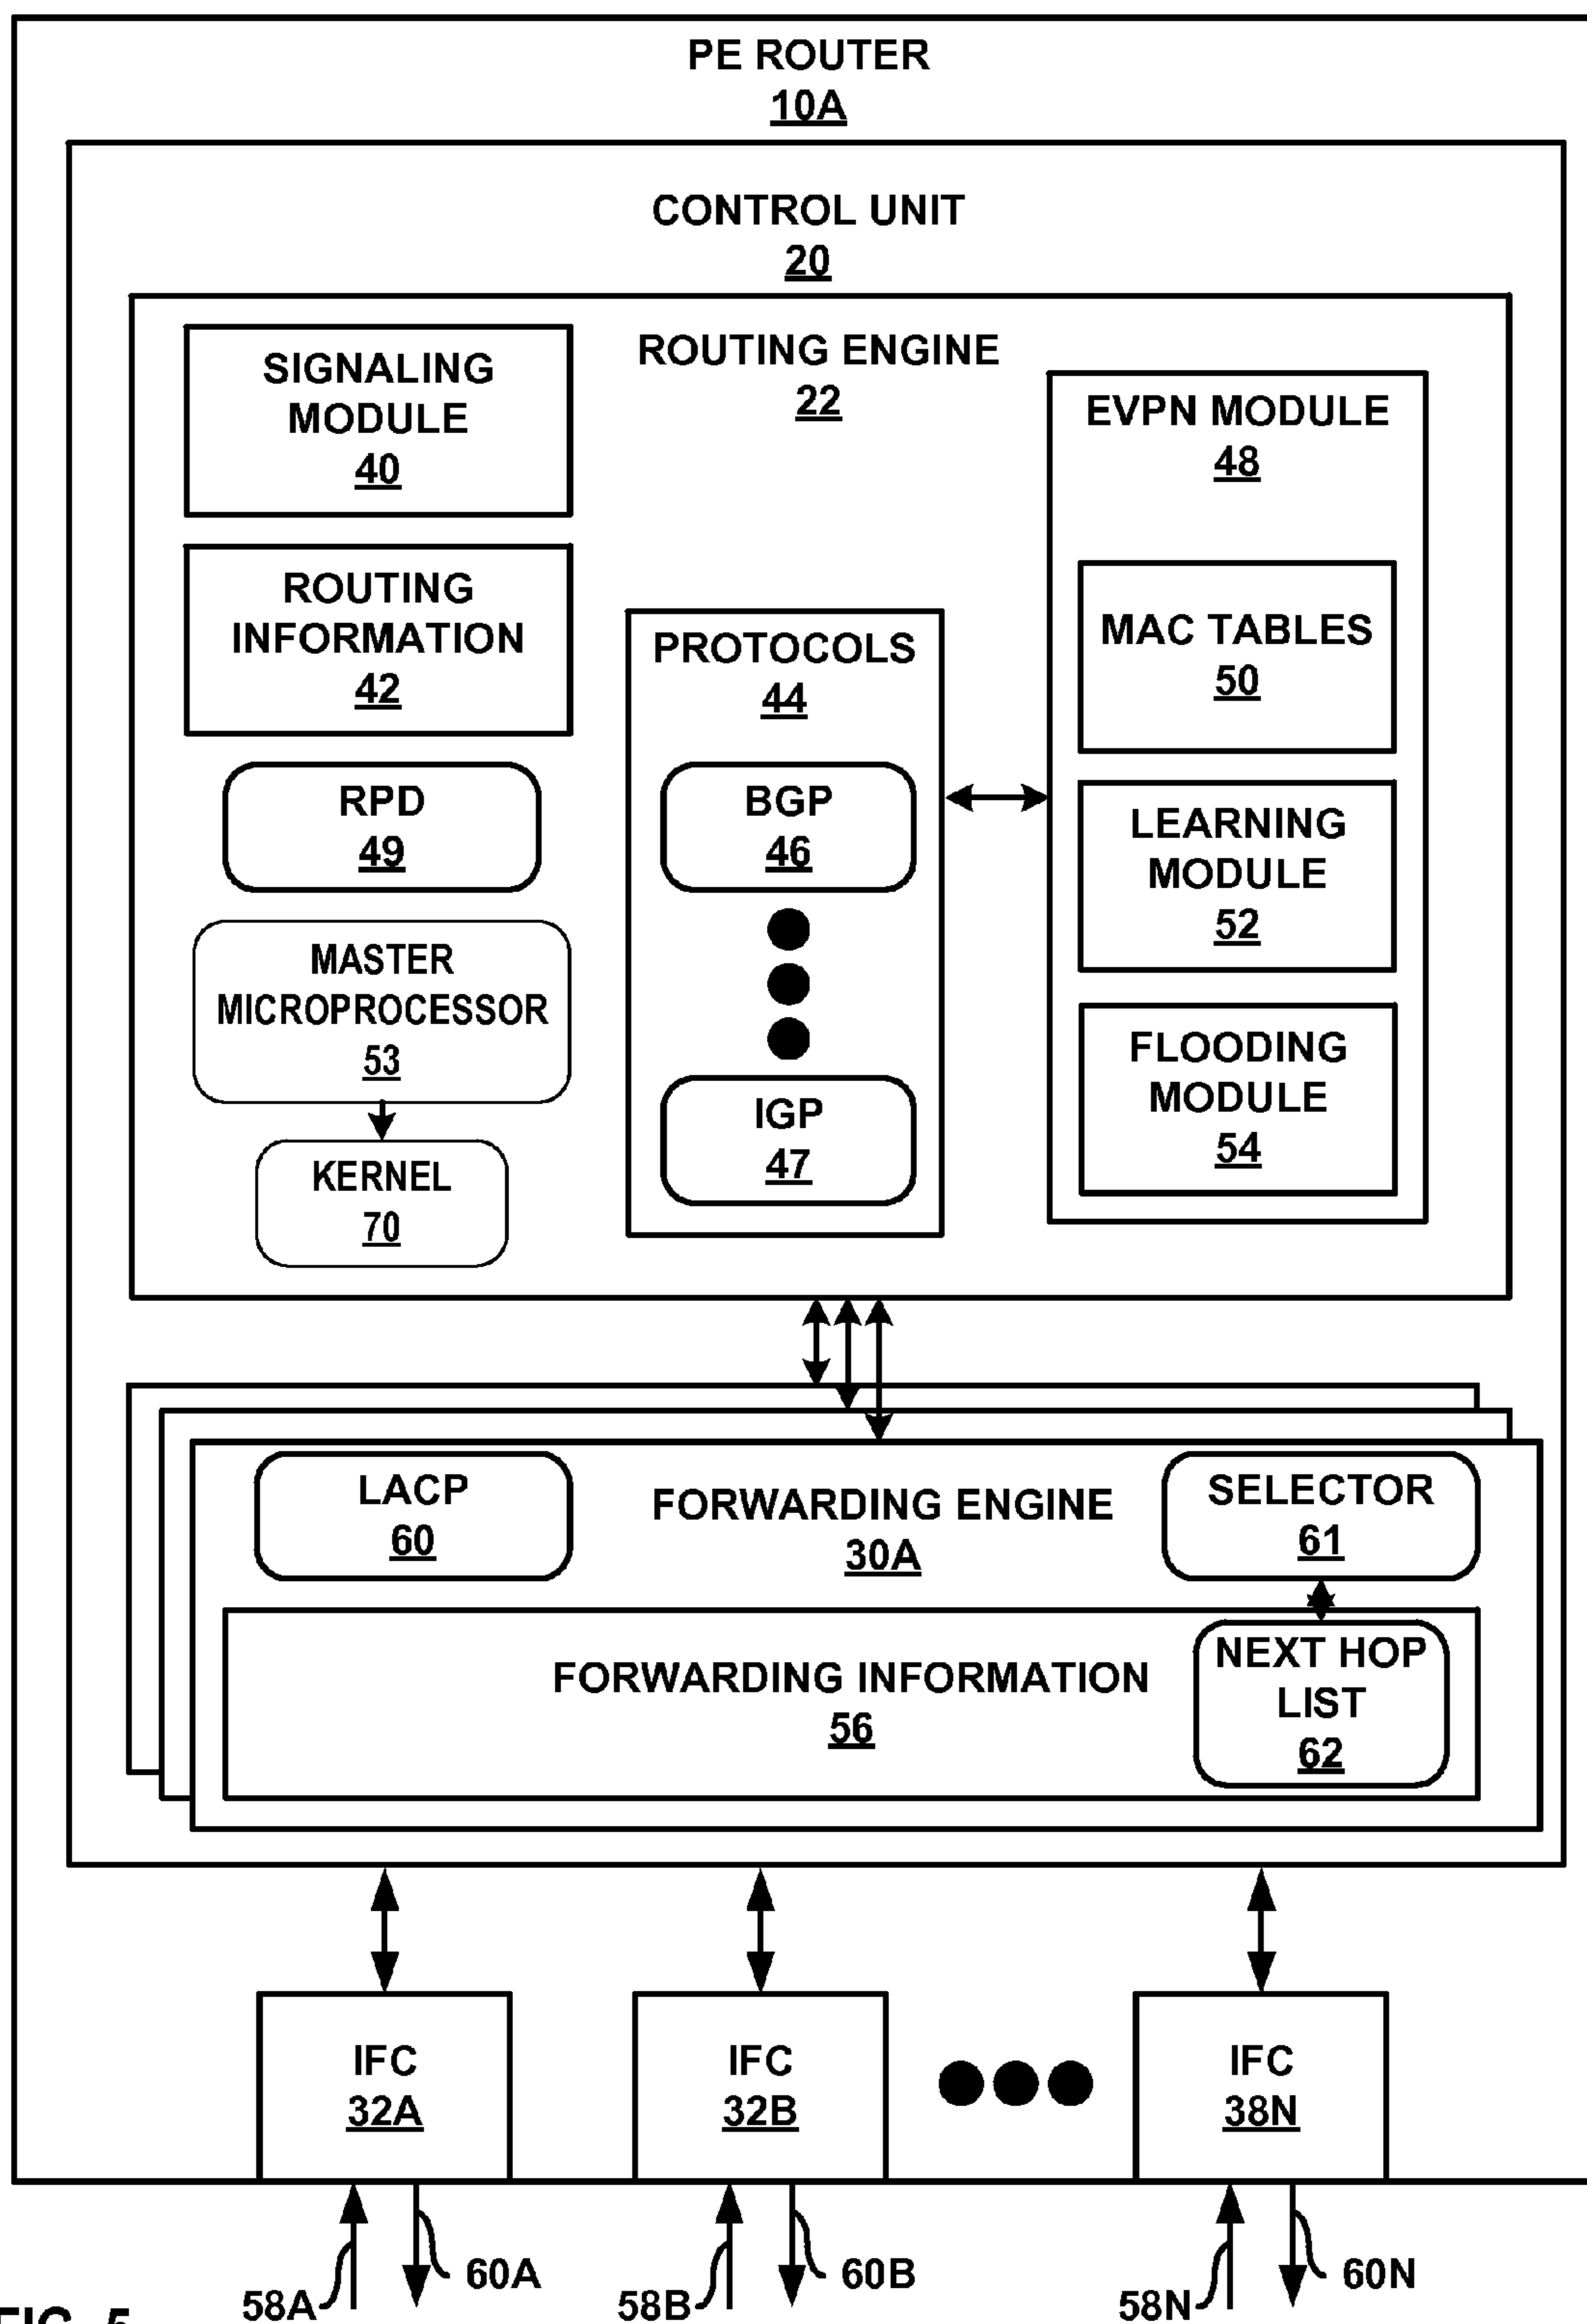 PE ROUTER
10A
CONTROL UNIT
20
ROUTING ENGINE
22
SIGNALING
MODULE
40
ROUTING
INFORMATION
42
RPD
49
MASTER
MICROPROCESSOR
53
KERNEL
70
PROTOCOLS
44
BGP
46
IGP
47
EVPN MODULE
48
MAC TABLES
50
LEARNING
MODULE
52
FLOODING
MODULE
54
LACP
60
FORWARDING ENGINE
30A
SELECTOR
61
FORWARDING INFORMATION
56
NEXT HOP
LIST
62
IFC
32A
IFC
32B
IFC
38N
58A
60A
58B
60B
58N
60N
FIG. 5